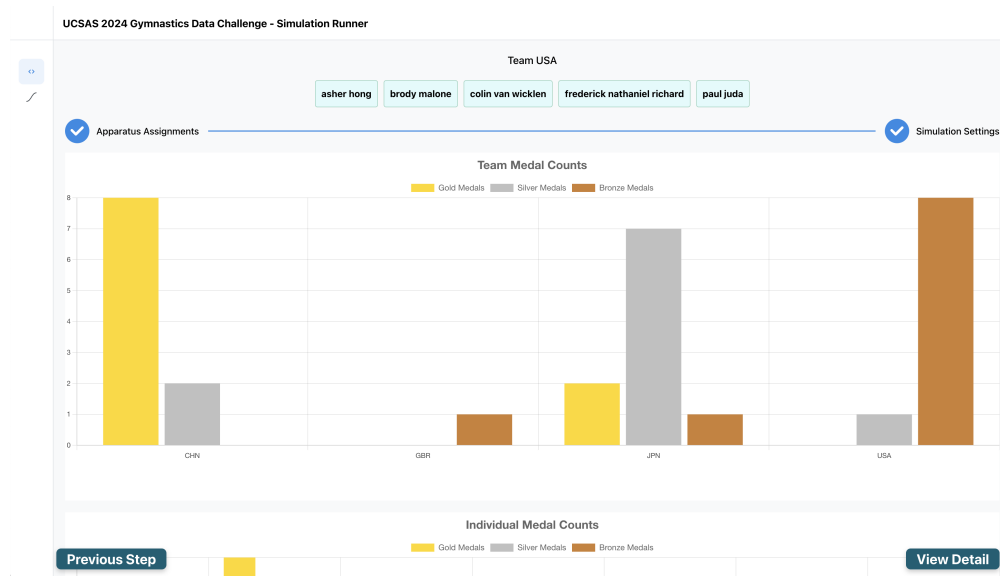 UCSAS 2024 Gymnastics Data Challenge - Simulation Runner
Team USA
asher hong brody malone colin van wicklen frederick nathaniel richard paul juda
Apparatus Assignments Simulation Settings
Team Medal Counts
Gold Medals Silver Medals Bronze Medals
8
7
6
5
4
3
2
1
0
CHN GBR JPN USA
Individual Medal Counts
Gold Medals Silver Medals Bronze Medals
Previous Step View Detail